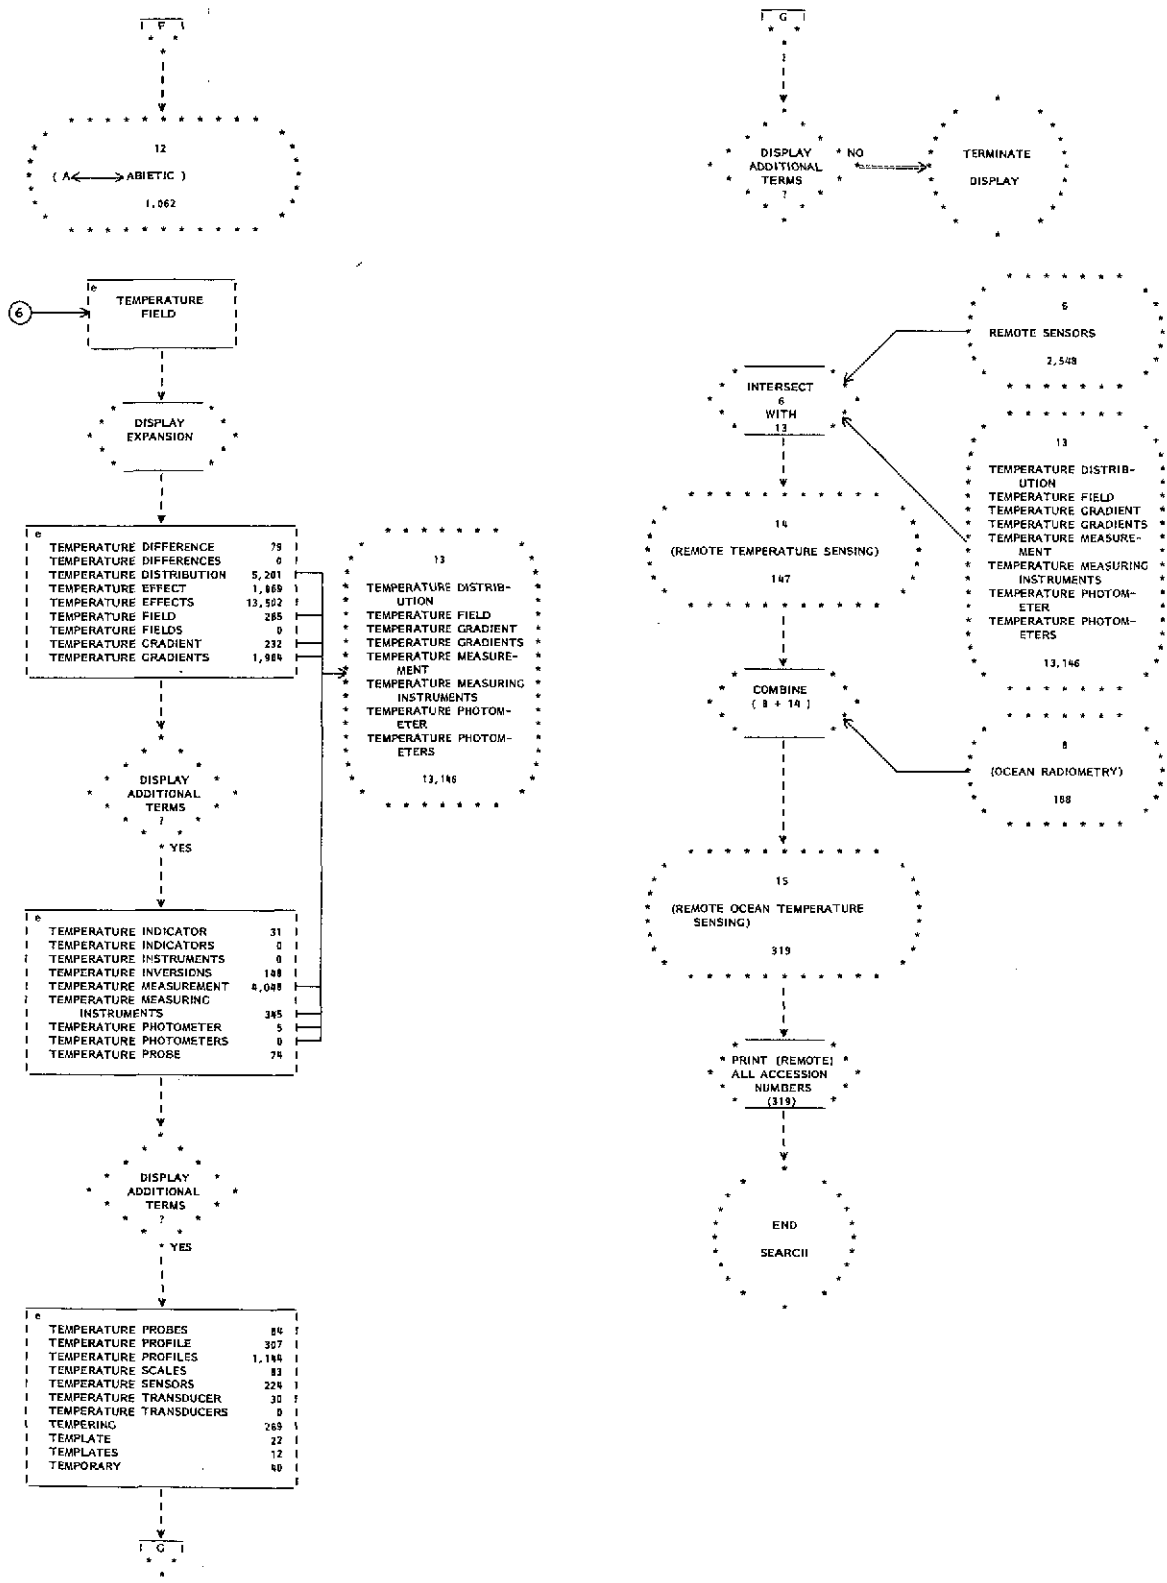 F
12
( A ⟷ ABIETIC )
1,062
6
e
TEMPERATURE
FIELD
DISPLAY
EXPANSION
e
TEMPERATURE DIFFERENCE 79
TEMPERATURE DIFFERENCES 0
TEMPERATURE DISTRIBUTION 5,201
TEMPERATURE EFFECT 1,869
TEMPERATURE EFFECTS 13,502
TEMPERATURE FIELD 285
TEMPERATURE FIELDS 0
TEMPERATURE GRADIENT 232
TEMPERATURE GRADIENTS 1,984
13
TEMPERATURE DISTRIB-
UTION
TEMPERATURE FIELD
TEMPERATURE GRADIENT
TEMPERATURE GRADIENTS
TEMPERATURE MEASURE-
MENT
TEMPERATURE MEASURING
INSTRUMENTS
TEMPERATURE PHOTOM-
ETER
TEMPERATURE PHOTOM-
ETERS
13,146
DISPLAY
ADDITIONAL
TERMS
?
YES
e
TEMPERATURE INDICATOR 31
TEMPERATURE INDICATORS 0
TEMPERATURE INSTRUMENTS 0
TEMPERATURE INVERSIONS 148
TEMPERATURE MEASUREMENT 4,048
TEMPERATURE MEASURING
INSTRUMENTS 345
TEMPERATURE PHOTOMETER 5
TEMPERATURE PHOTOMETERS 0
TEMPERATURE PROBE 74
DISPLAY
ADDITIONAL
TERMS
?
YES
e
TEMPERATURE PROBES 84
TEMPERATURE PROFILE 307
TEMPERATURE PROFILES 1,144
TEMPERATURE SCALES 83
TEMPERATURE SENSORS 224
TEMPERATURE TRANSDUCER 30
TEMPERATURE TRANSDUCERS 0
TEMPERING 269
TEMPLATE 22
TEMPLATES 12
TEMPORARY 40
G
G
DISPLAY
ADDITIONAL
TERMS
?
NO
TERMINATE
DISPLAY
6
REMOTE SENSORS
2,548
INTERSECT
6
WITH
13
13
TEMPERATURE DISTRIB-
UTION
TEMPERATURE FIELD
TEMPERATURE GRADIENT
TEMPERATURE GRADIENTS
TEMPERATURE MEASURE-
MENT
TEMPERATURE MEASURING
INSTRUMENTS
TEMPERATURE PHOTOM-
ETER
TEMPERATURE PHOTOM-
ETERS
13,146
14
(REMOTE TEMPERATURE SENSING)
147
COMBINE
( 8 + 14 )
8
(OCEAN RADIOMETRY)
188
15
(REMOTE OCEAN TEMPERATURE
SENSING)
319
PRINT (REMOTE)
ALL ACCESSION
NUMBERS
(319)
END
SEARCH